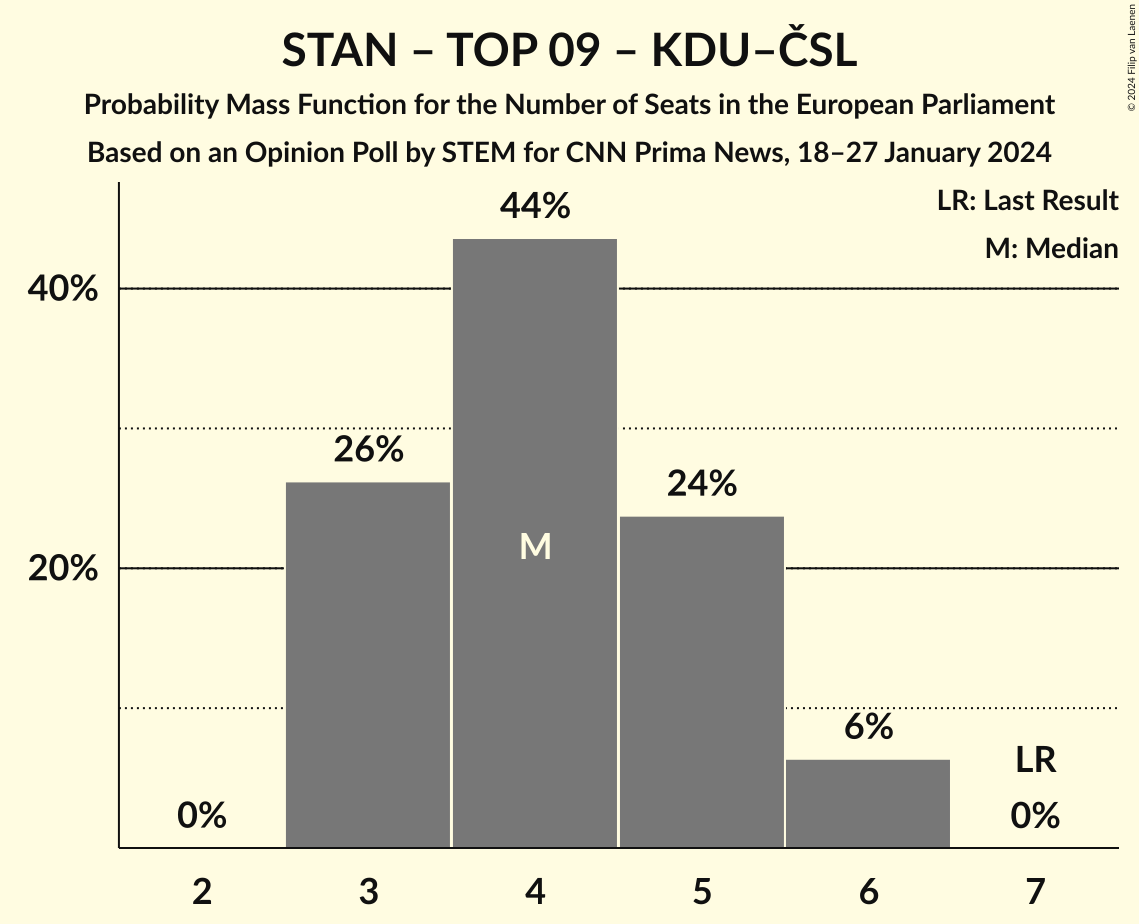 STAN – TOP 09 – KDU–ČSL
Probability Mass Function for the Number of Seats in the European Parliament
Based on an Opinion Poll by STEM for CNN Prima News, 18–27 January 2024
© 2024 Filip van Laenen
LR: Last Result
M: Median
44%
40%
26%
24%
M
20%
6%
LR
0%
0%
2 3 4 5 6 7